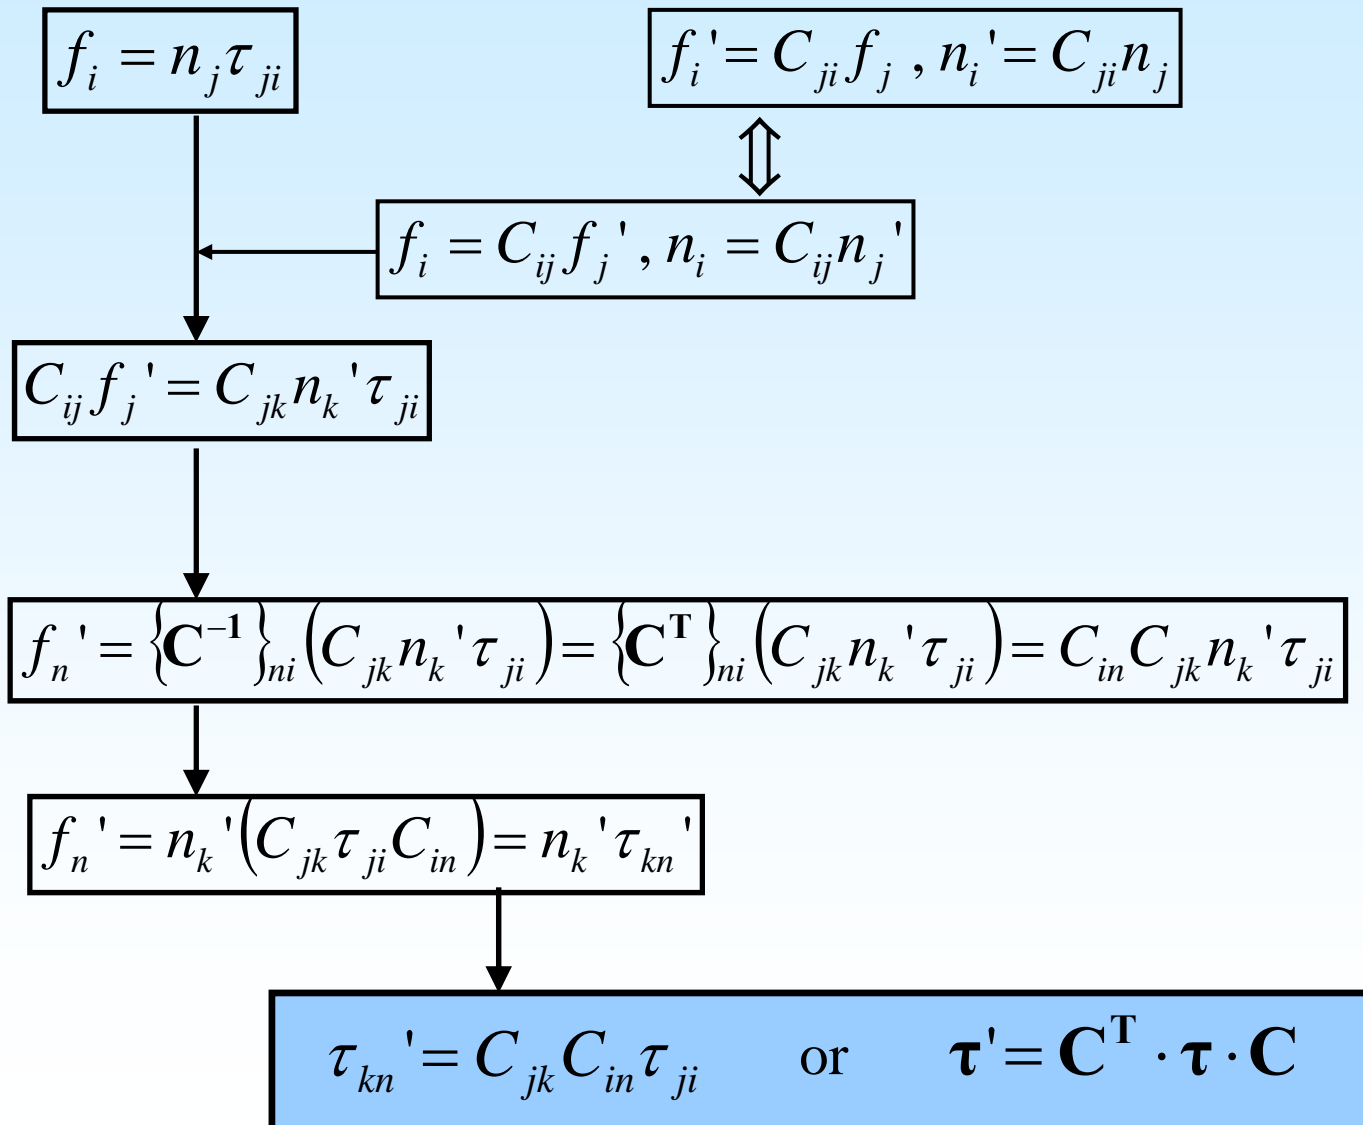 f_i = n_j τ_ji
f_i' = C_ji f_j , n_i' = C_ji n_j
f_i = C_ij f_j' , n_i = C_ij n_j'
C_ij f_j' = C_jk n_k' τ_ji
f_n' = {C^-1}_ni (C_jk n_k' τ_ji) = {C^T}_ni (C_jk n_k' τ_ji) = C_in C_jk n_k' τ_ji
f_n' = n_k' (C_jk τ_ji C_in) = n_k' τ_kn'
τ_kn' = C_jk C_in τ_ji or τ' = C^T · τ · C